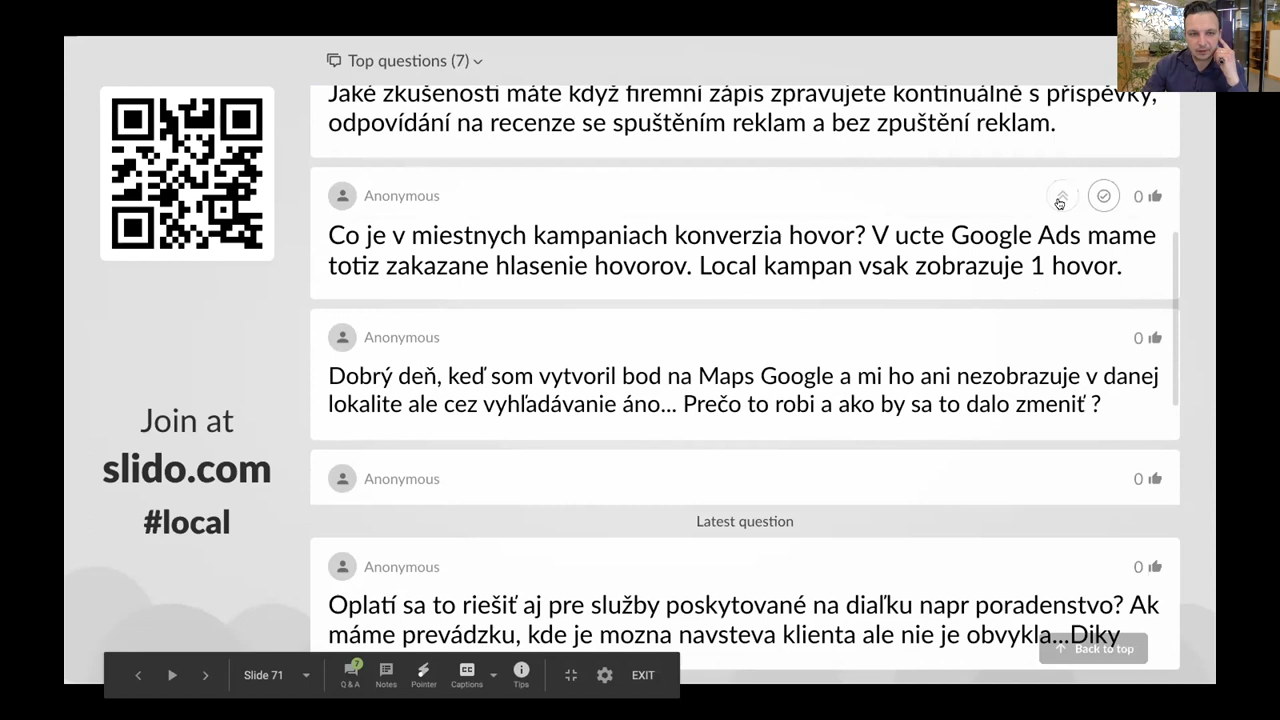 Top questions (7)
Jaké zkušenosti máte když firemní zápis zpravujete kontinuálně s příspěvky,
odpovídání na recenze se spuštěním reklam a bez zpuštění reklam.
Anonymous
0
Co je v miestnych kampaniach konverzia hovor? V ucte Google Ads mame
totiz zakazane hlasenie hovorov. Local kampan vsak zobrazuje 1 hovor.
Anonymous
0
Dobrý deň, keď som vytvoril bod na Maps Google a mi ho ani nezobrazuje v danej
lokalite ale cez vyhľadávanie áno... Prečo to robi a ako by sa to dalo zmeniť ?
Anonymous
0
Latest question
Anonymous
0
Oplatí sa to riešiť aj pre služby poskytované na diaľku napr poradenstvo? Ak
máme prevádzku, kde je mozna navsteva klienta ale nie je obvykla...Diky
Back to top
Join at
slido.com
#local
Slide 71
7
Q & A
Notes
Pointer
CC
Captions
Tips
EXIT